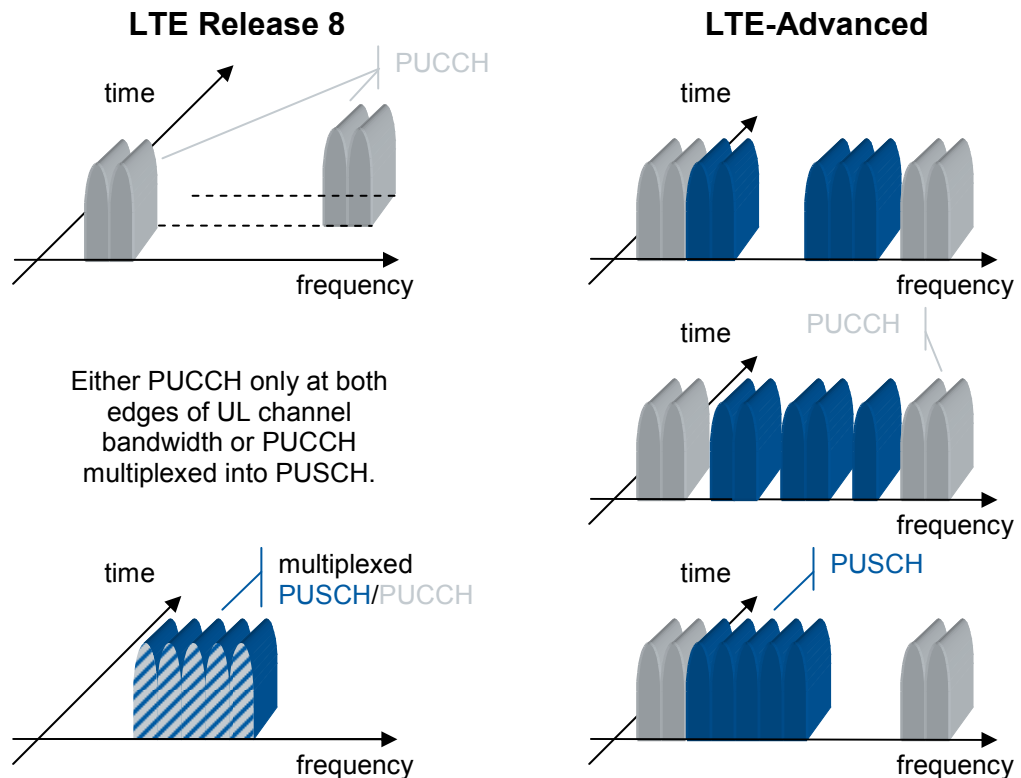 LTE Release 8
PUCCH
time
frequency
Either PUCCH only at both
edges of UL channel
bandwidth or PUCCH
multiplexed into PUSCH.
time
multiplexed
PUSCH/PUCCH
frequency
LTE-Advanced
time
frequency
PUCCH
time
frequency
PUSCH
time
frequency